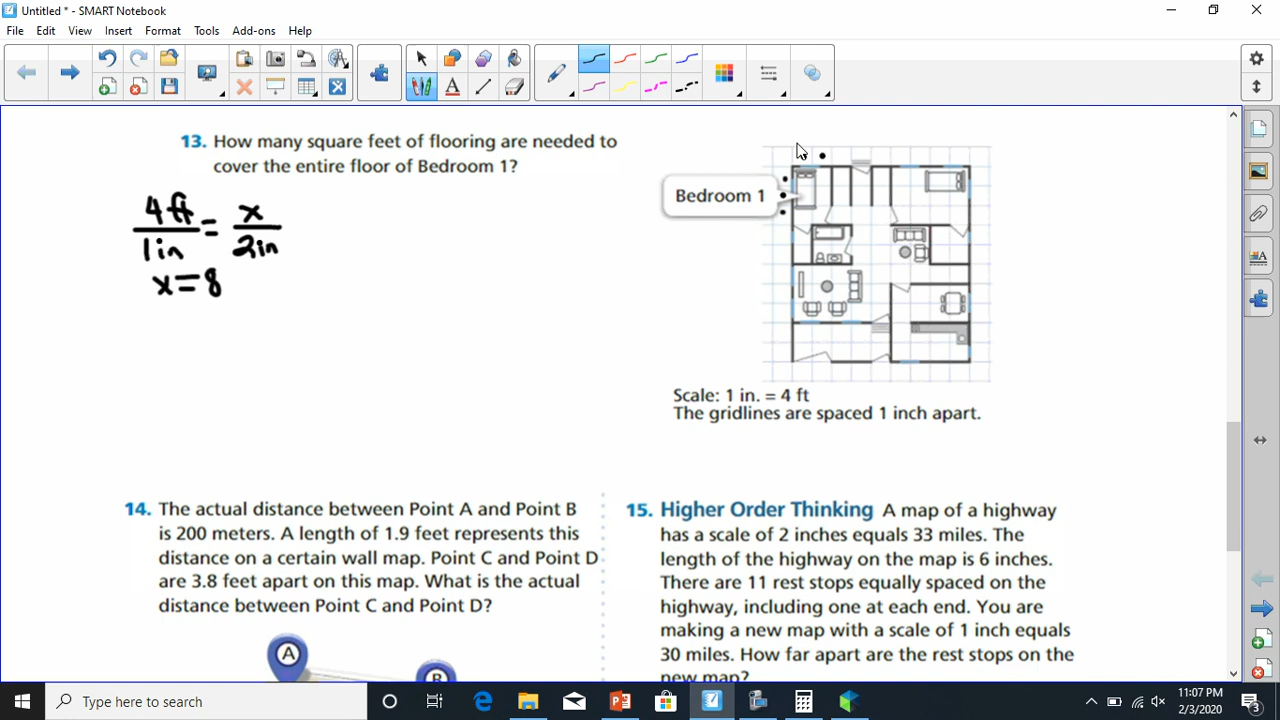 Untitled * - SMART Notebook
File Edit View Insert Format Tools Add-ons Help
13. How many square feet of flooring are needed to
cover the entire floor of Bedroom 1?
4 ft = x
1 in 2 in
x = 8
Bedroom 1
Scale: 1 in. = 4 ft
The gridlines are spaced 1 inch apart.
14. The actual distance between Point A and Point B
is 200 meters. A length of 1.9 feet represents this
distance on a certain wall map. Point C and Point D
are 3.8 feet apart on this map. What is the actual
distance between Point C and Point D?
A
B
15. Higher Order Thinking A map of a highway
has a scale of 2 inches equals 33 miles. The
length of the highway on the map is 6 inches.
There are 11 rest stops equally spaced on the
highway, including one at each end. You are
making a new map with a scale of 1 inch equals
30 miles. How far apart are the rest stops on the
new map?
Type here to search
11:07 PM
2/3/2020
3